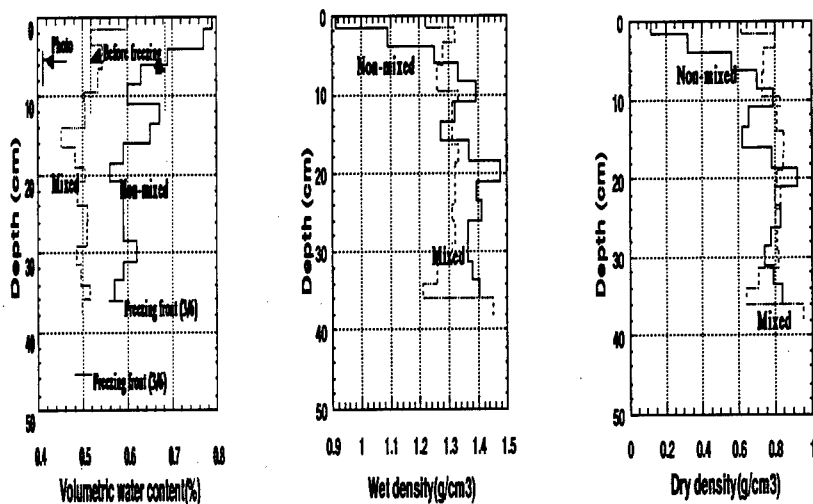 0
10
20
30
40
50
Depth (cm)
Photo
Before freezing
Mixed
Non-mixed
Freezing front (3/6)
Freezing front (3/6)
0.4 0.5 0.6 0.7 0.8
Volumetric water content(%)
0
10
20
30
40
50
Depth (cm)
Non-mixed
Mixed
0.9 1 1.1 1.2 1.3 1.4 1.5
Wet density(g/cm3)
0
10
20
30
40
50
Depth (cm)
Non-mixed
Mixed
0 0.2 0.4 0.6 0.8 1
Dry density(g/cm3)